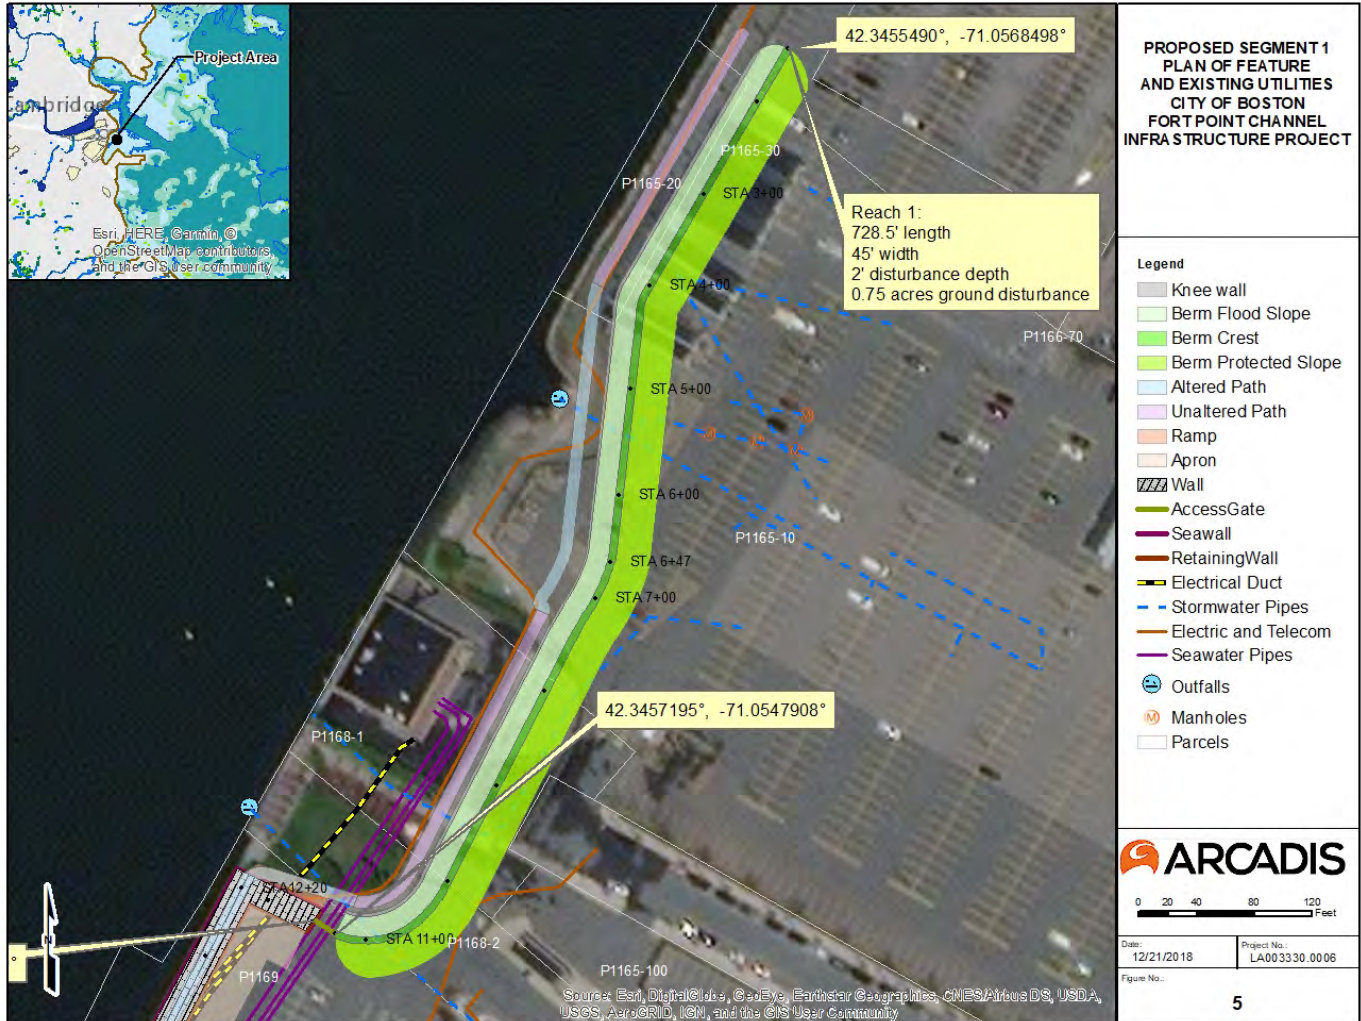 Project Area
Cambridge
Esri, HERE, Garmin, ©
OpenStreetMap contributors,
and the GIS user community
42.3455490°, -71.0568498°
P1165-30
P1165-20
STA 3+00
Reach 1:
728.5' length
45' width
2' disturbance depth
0.75 acres ground disturbance
STA 4+00
P1166-70
STA 5+00
STA 6+00
P1165-10
STA 6+47
STA 7+00
42.3457195°, -71.0547908°
P1168-1
STA 12+20
STA 11+00
P1168-2
P1169
P1165-100
N
Source: Esri, DigitalGlobe, GeoEye, Earthstar Geographics, CNES/Airbus DS, USDA,
USGS, AeroGRID, IGN, and the GIS User Community
PROPOSED SEGMENT 1
PLAN OF FEATURE
AND EXISTING UTILITIES
CITY OF BOSTON
FORT POINT CHANNEL
INFRASTRUCTURE PROJECT
Legend
Knee wall
Berm Flood Slope
Berm Crest
Berm Protected Slope
Altered Path
Unaltered Path
Ramp
Apron
Wall
AccessGate
Seawall
RetainingWall
Electrical Duct
Stormwater Pipes
Electric and Telecom
Seawater Pipes
Outfalls
M Manholes
Parcels
ARCADIS
0 20 40 80 120
Feet
Date:
12/21/2018
Project No.:
LA003330.0006
Figure No.:
5